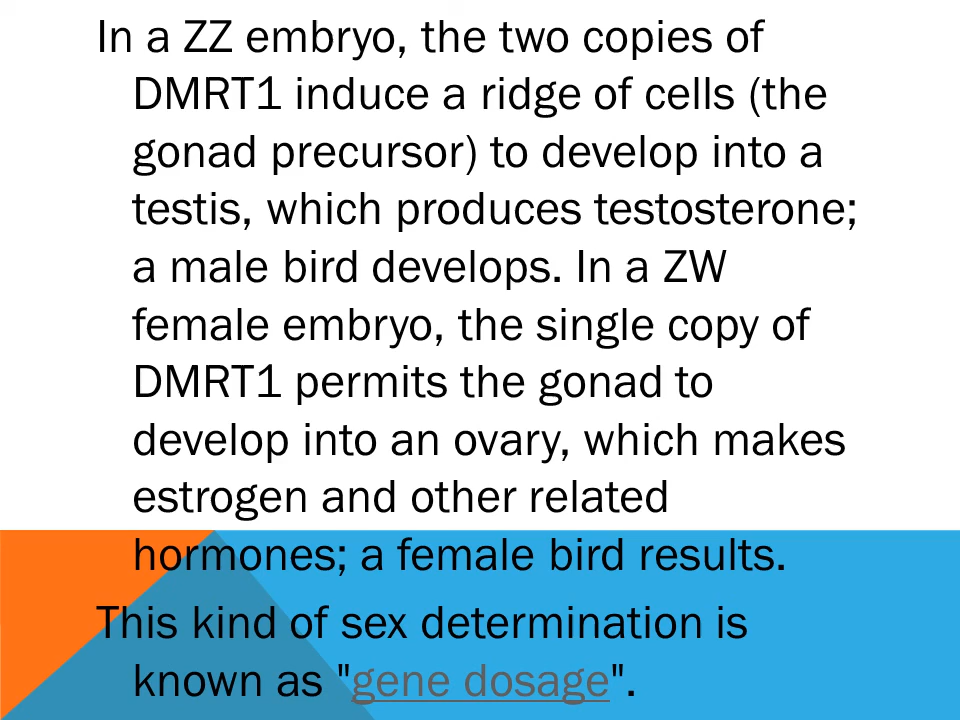 In a ZZ embryo, the two copies of
DMRT1 induce a ridge of cells (the
gonad precursor) to develop into a
testis, which produces testosterone;
a male bird develops. In a ZW
female embryo, the single copy of
DMRT1 permits the gonad to
develop into an ovary, which makes
estrogen and other related
hormones; a female bird results.
This kind of sex determination is
known as "gene dosage".